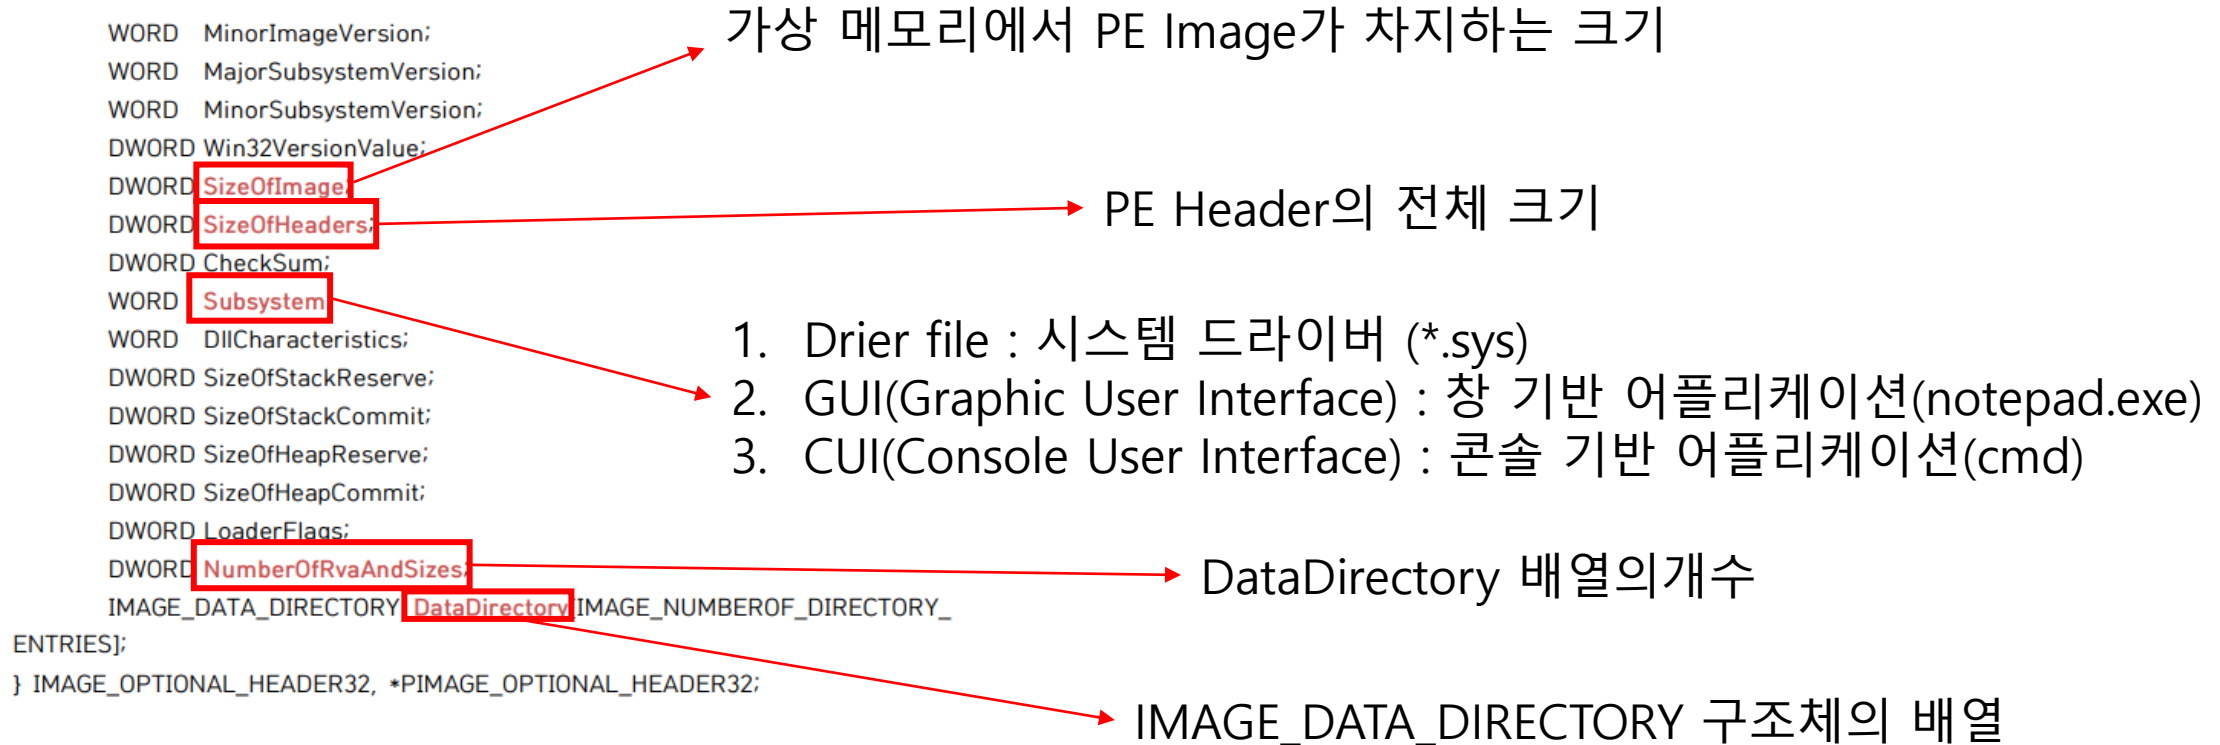 WORD MinorImageVersion;
WORD MajorSubsystemVersion;
WORD MinorSubsystemVersion;
DWORD Win32VersionValue;
DWORD SizeOfImage;
DWORD SizeOfHeaders;
DWORD CheckSum;
WORD Subsystem
WORD DllCharacteristics;
DWORD SizeOfStackReserve;
DWORD SizeOfStackCommit;
DWORD SizeOfHeapReserve;
DWORD SizeOfHeapCommit;
DWORD LoaderFlags;
DWORD NumberOfRvaAndSizes;
IMAGE_DATA_DIRECTORY DataDirectory[IMAGE_NUMBEROF_DIRECTORY_
ENTRIES];
} IMAGE_OPTIONAL_HEADER32, *PIMAGE_OPTIONAL_HEADER32;
가상 메모리에서 PE Image가 차지하는 크기
PE Header의 전체 크기
1. Drier file : 시스템 드라이버 (*.sys)
2. GUI(Graphic User Interface) : 창 기반 어플리케이션(notepad.exe)
3. CUI(Console User Interface) : 콘솔 기반 어플리케이션(cmd)
DataDirectory 배열의개수
IMAGE_DATA_DIRECTORY 구조체의 배열